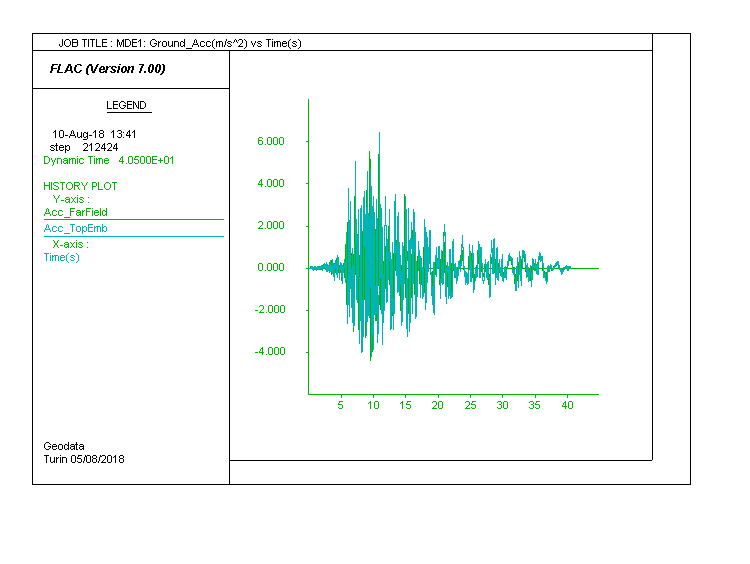 JOB TITLE : MDE1: Ground_Acc(m/s^2) vs Time(s)
FLAC (Version 7.00)
LEGEND
10-Aug-18 13:41
step 212424
Dynamic Time 4.0500E+01
HISTORY PLOT
Y-axis :
Acc_FarField
Acc_TopEmb
X-axis :
Time(s)
Geodata
Turin 05/08/2018
6.000
4.000
2.000
0.000
-2.000
-4.000
5 10 15 20 25 30 35 40